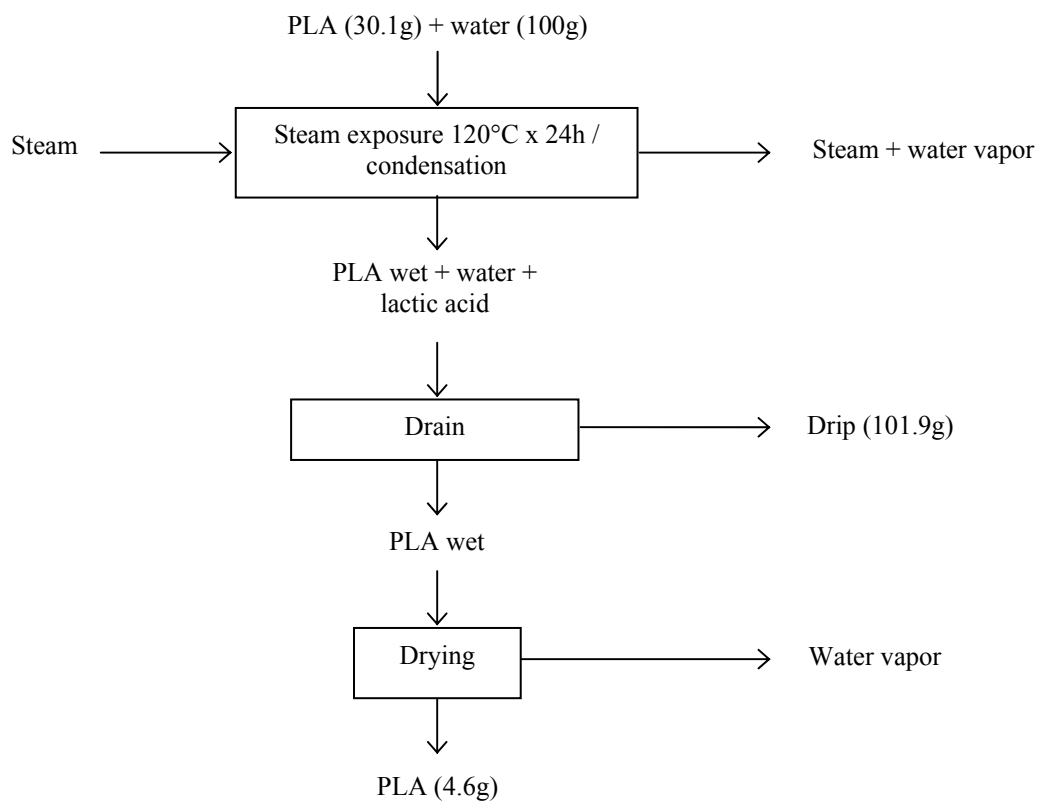 PLA (30.1g) + water (100g)
Steam
Steam exposure 120°C x 24h /
condensation
Steam + water vapor
PLA wet + water +
lactic acid
Drain
Drip (101.9g)
PLA wet
Drying
Water vapor
PLA (4.6g)